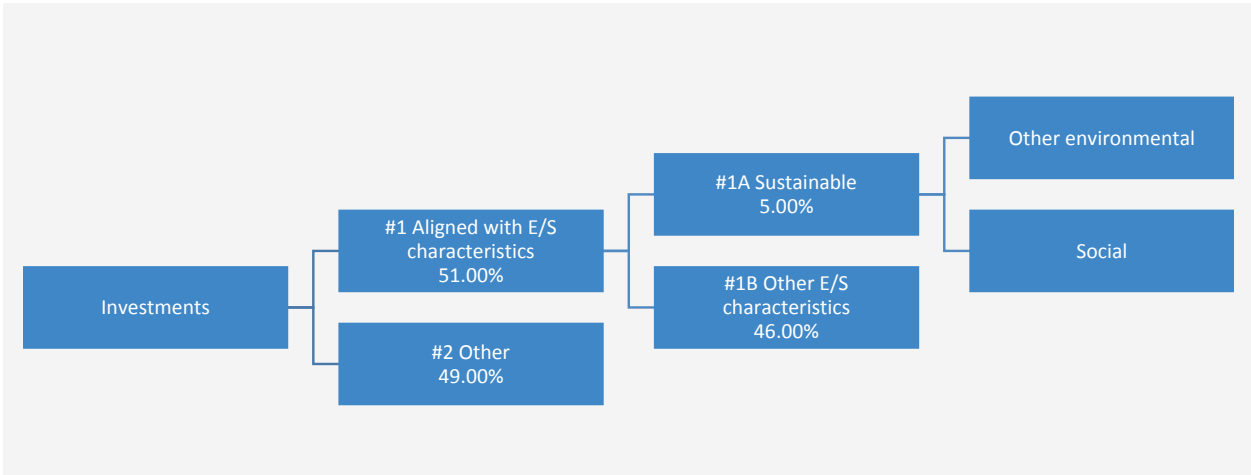 Investments
#1 Aligned with E/S
characteristics
51.00%
#2 Other
49.00%
#1A Sustainable
5.00%
#1B Other E/S
characteristics
46.00%
Other environmental
Social